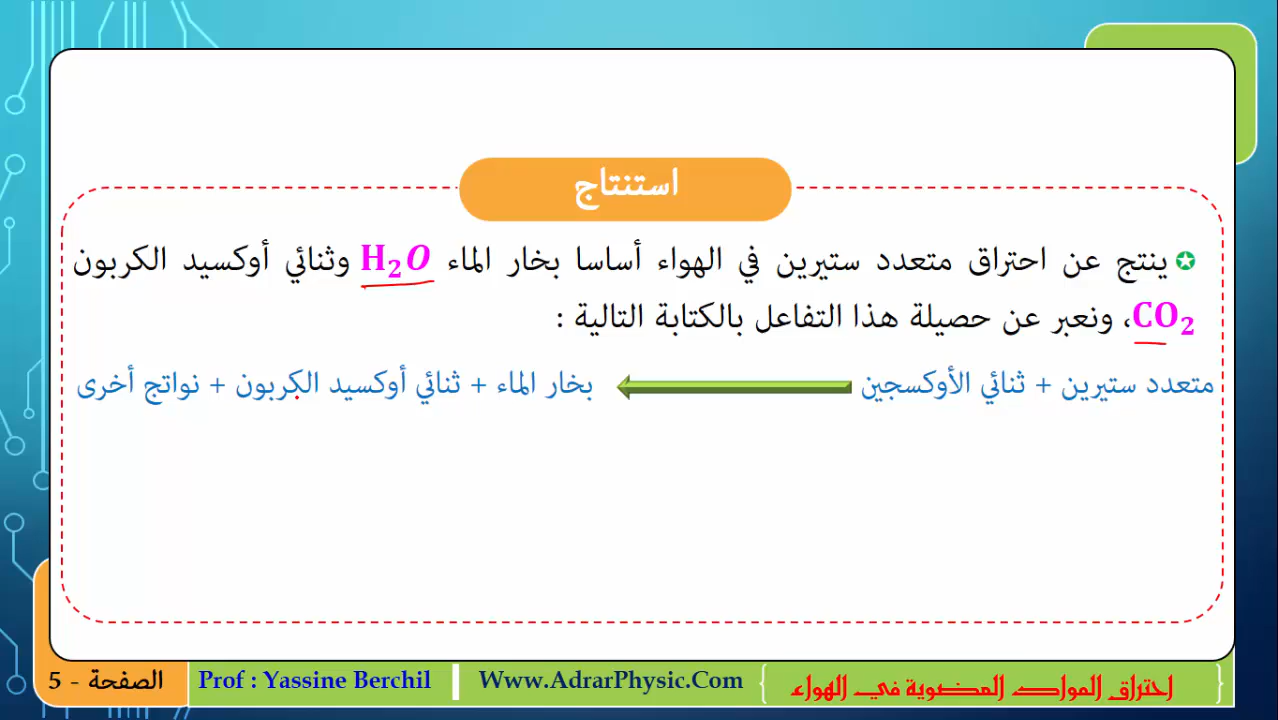 استنتاج
ينتج عن احتراق متعدد ستيرين في الهواء أساسا بخار الماء H₂O وثنائي أوكسيد الكربون
CO₂، ونعبر عن حصيلة هذا التفاعل بالكتابة التالية :
متعدد ستيرين + ثنائي الأوكسجين ⟵ بخار الماء + ثنائي أوكسيد الكربون + نواتج أخرى
احتراق المواد العضوية في الهواء
Www.AdrarPhysic.Com
Prof : Yassine Berchil
الصفحة - 5